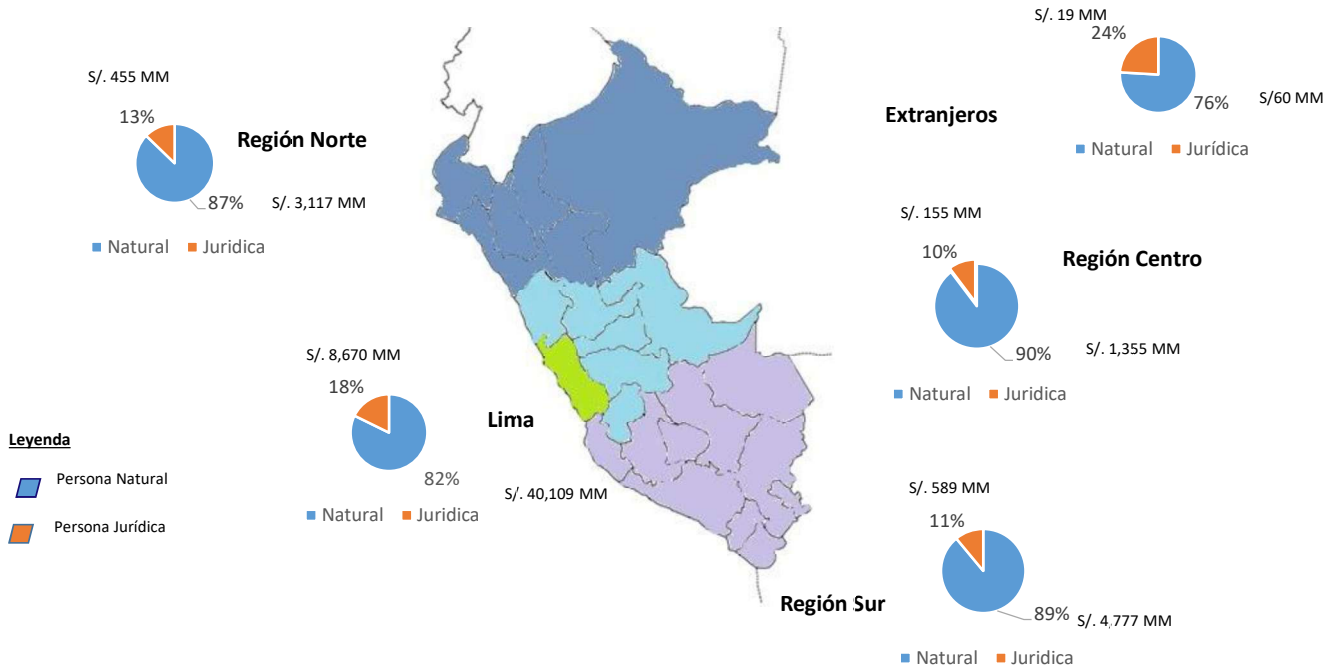 S/. 19 MM
24%
76%
S/60 MM
Extranjeros
Natural Jurídica
S/. 455 MM
13%
Región Norte
87%
S/. 3,117 MM
Natural Juridica
S/. 155 MM
10%
Región Centro
90%
S/. 1,355 MM
Natural Jurídica
S/. 8,670 MM
18%
Lima
82%
S/. 40,109 MM
Natural Juridica
Leyenda
Persona Natural
Persona Jurídica
S/. 589 MM
11%
Región Sur
89%
S/. 4,777 MM
Natural Juridica